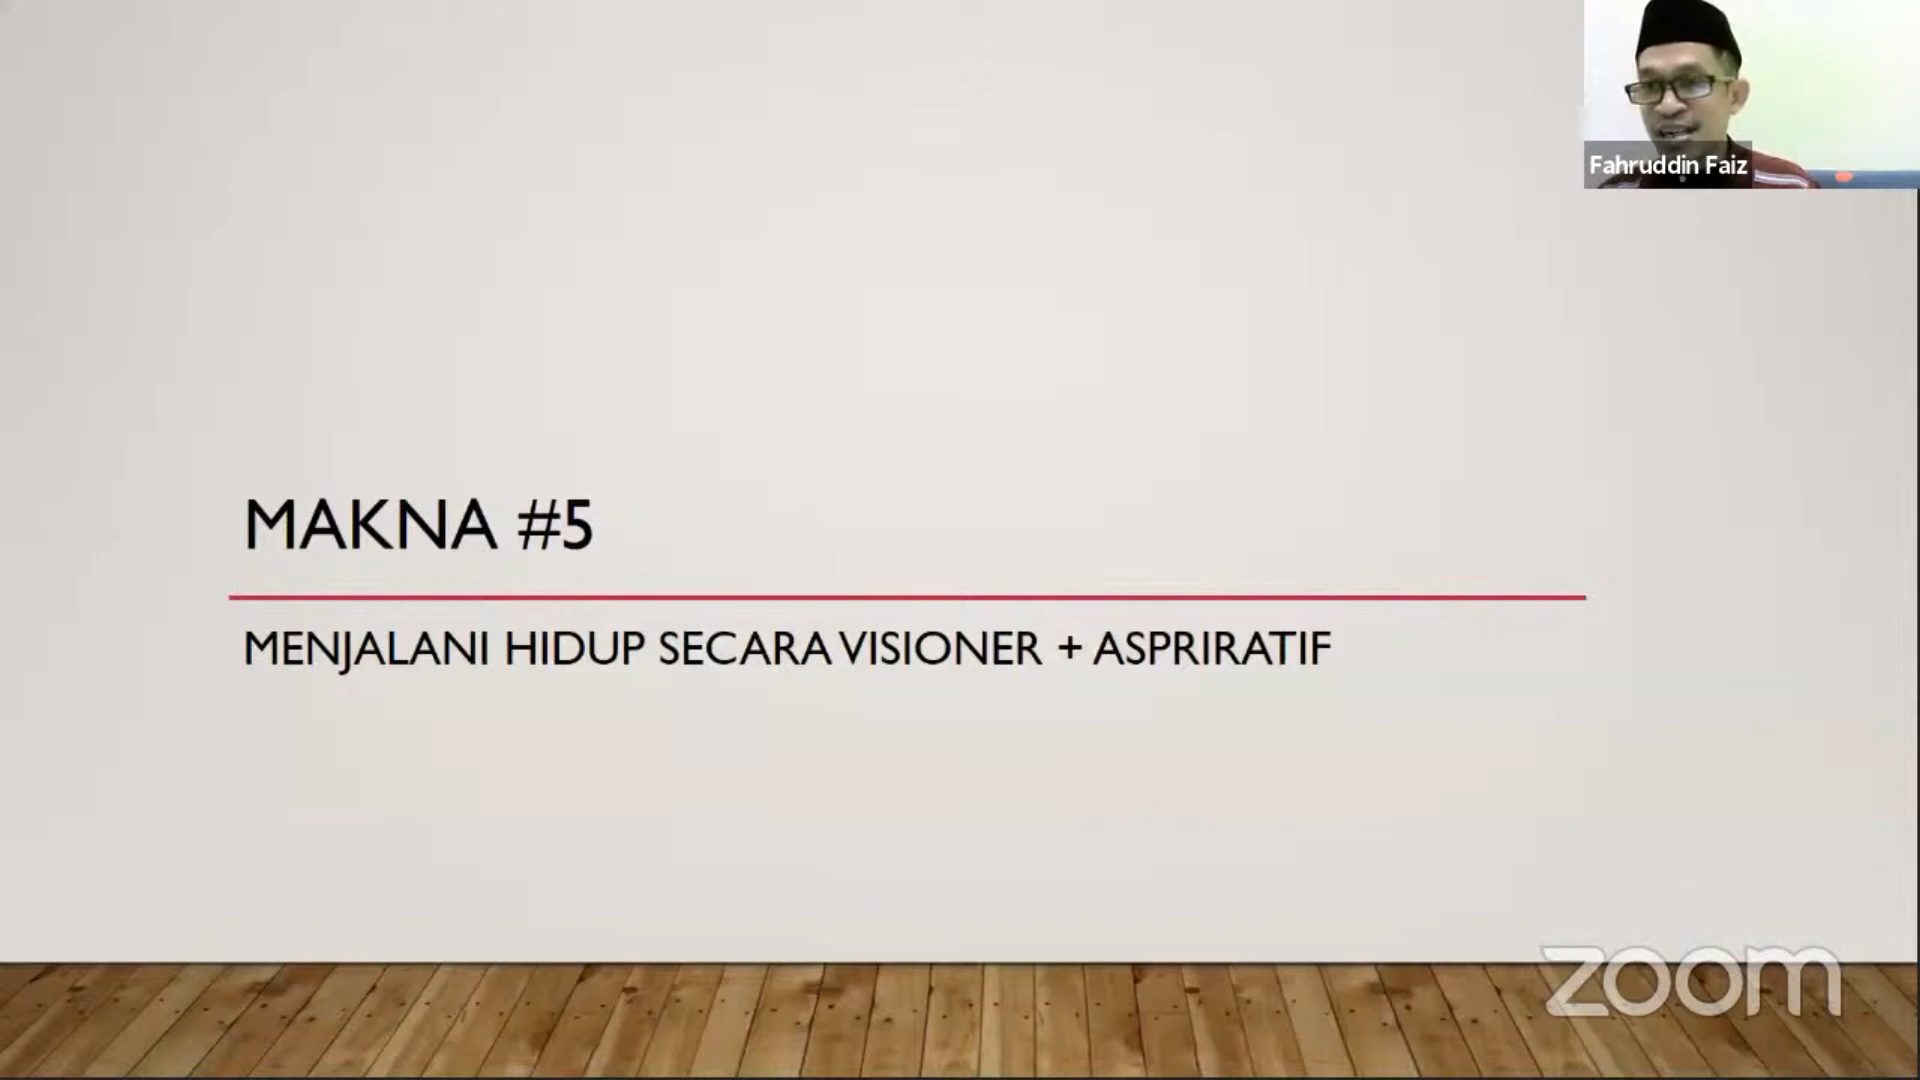 Fahruddin Faiz
MAKNA #5
MENJALANI HIDUP SECARA VISIONER + ASPRIRATIF
zoom